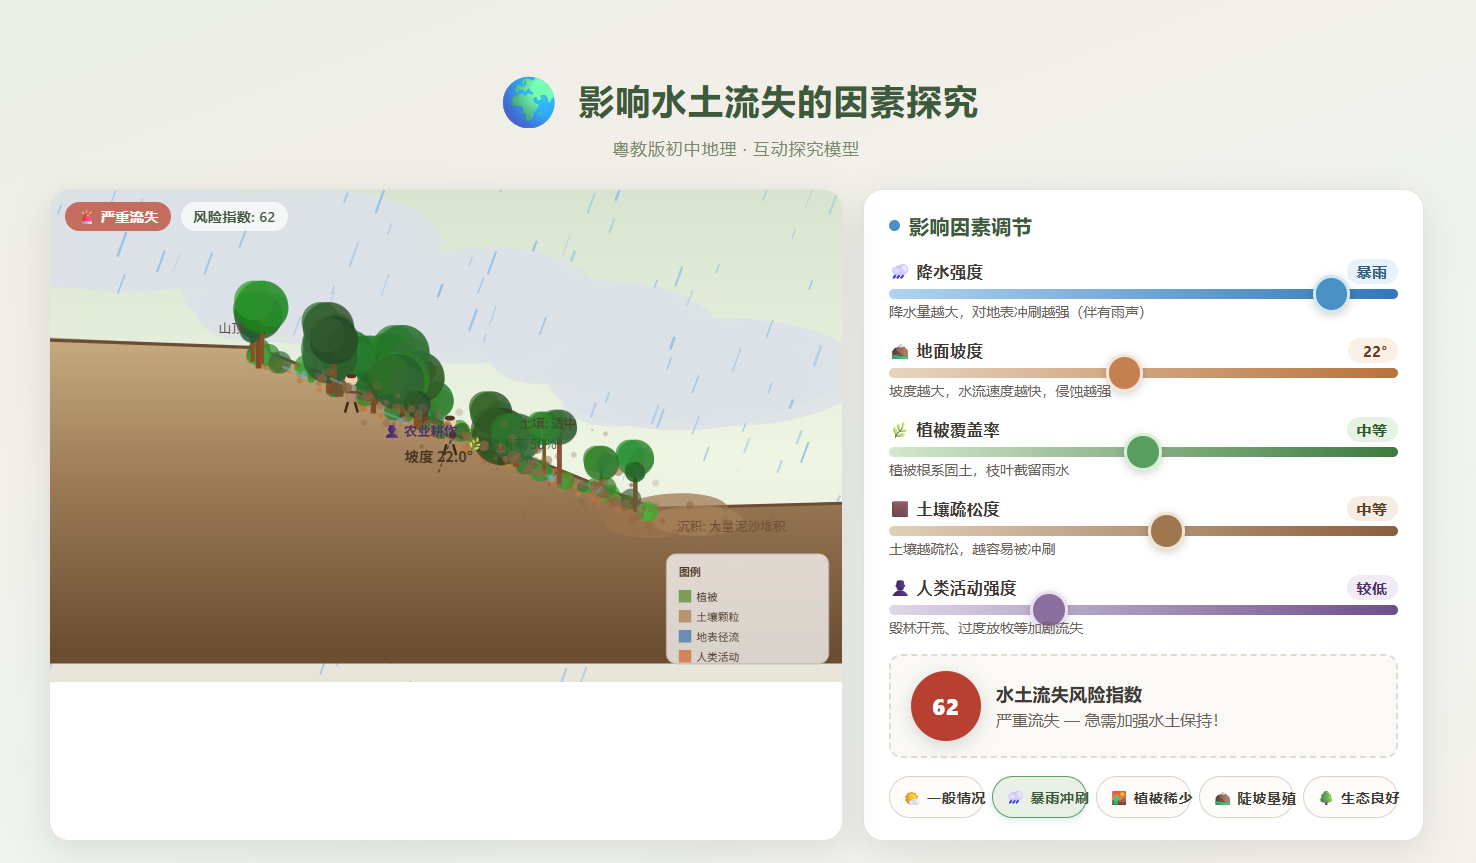 影响水土流失的因素探究
粤教版初中地理 · 互动探究模型
严重流失
风险指数: 62
山顶
农业耕作
坡度 22.0°
土壤: 适中
50%
沉积: 大量泥沙堆积
图例
植被
土壤颗粒
地表径流
人类活动
影响因素调节
降水强度
暴雨
降水量越大，对地表冲刷越强（伴有雨声）
地面坡度
22°
坡度越大，水流速度越快，侵蚀越强
植被覆盖率
中等
植被根系固土，枝叶截留雨水
土壤疏松度
中等
土壤越疏松，越容易被冲刷
人类活动强度
较低
毁林开荒、过度放牧等加剧流失
62
水土流失风险指数
严重流失 — 急需加强水土保持！
一般情况
暴雨冲刷
植被稀少
陡坡垦殖
生态良好